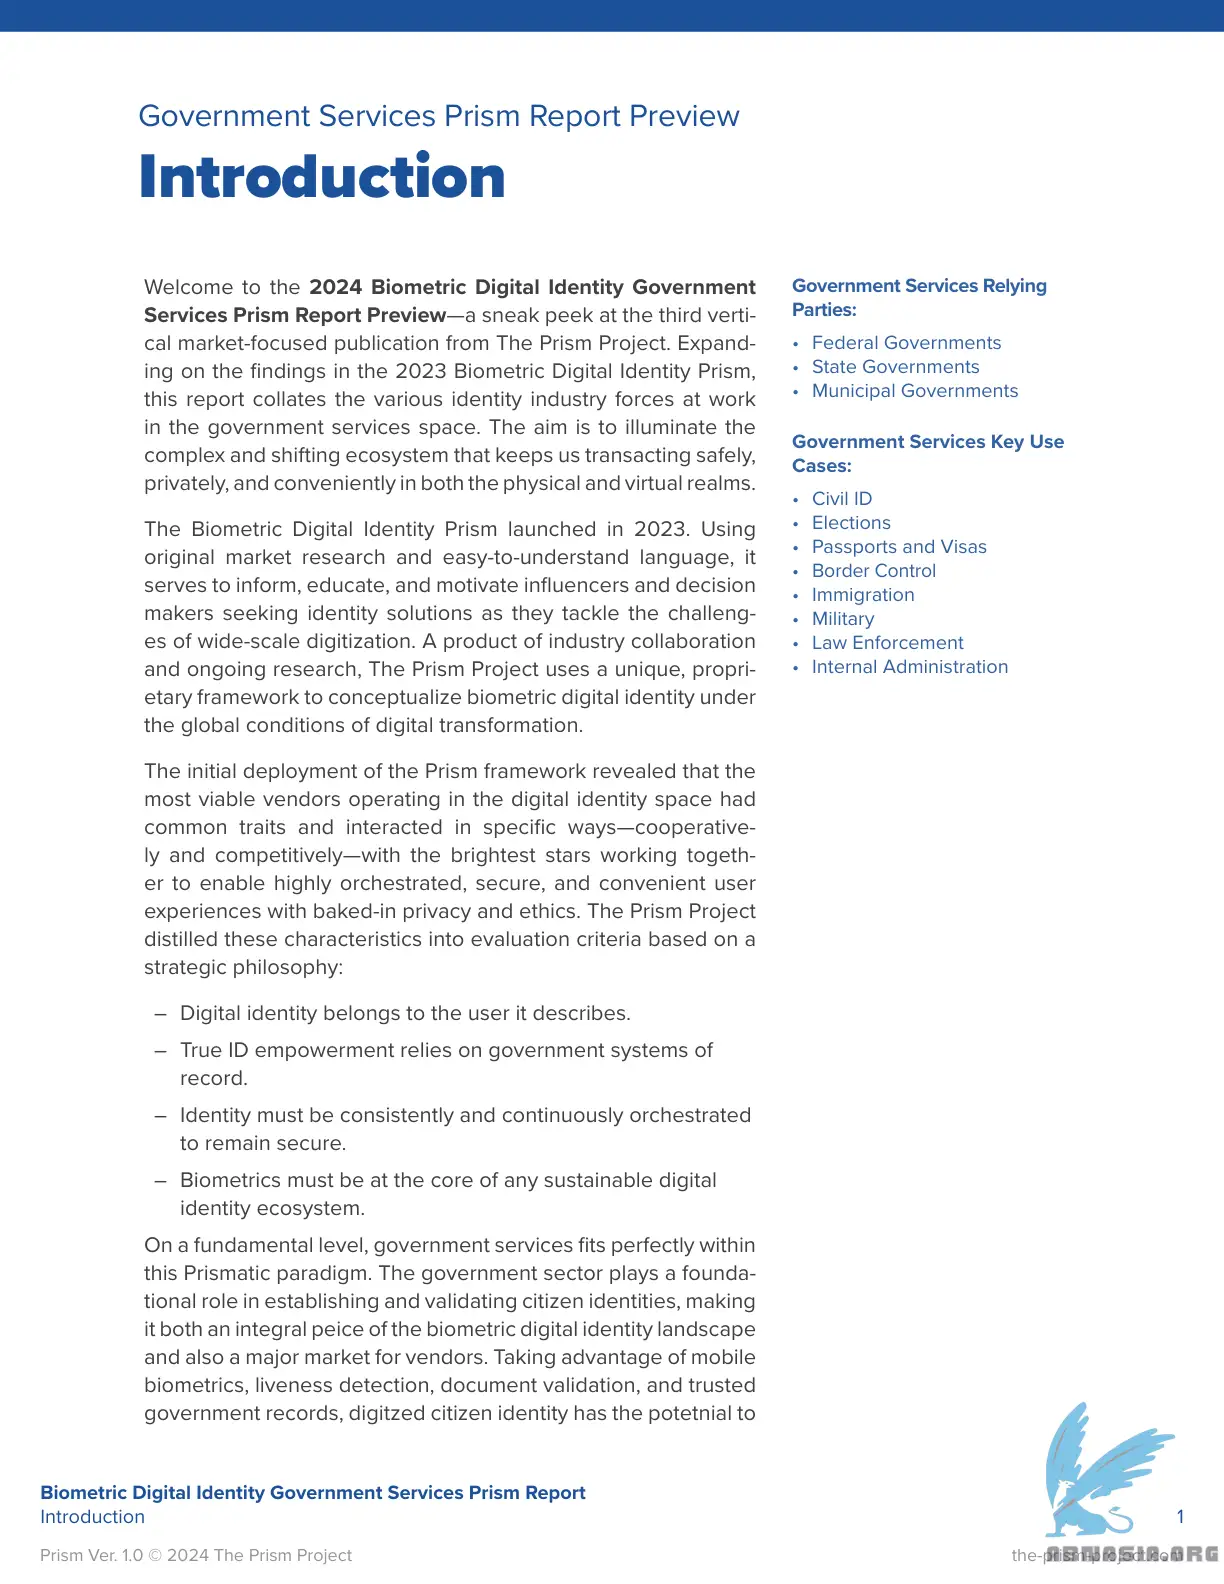 Government Services Prism Report Preview
Introduction
Welcome to the 2024 Biometric Digital Identity Government
Services Prism Report Preview—a sneak peek at the third verti-
cal market-focused publication from The Prism Project. Expand-
ing on the findings in the 2023 Biometric Digital Identity Prism,
this report collates the various identity industry forces at work
in the government services space. The aim is to illuminate the
complex and shifting ecosystem that keeps us transacting safely,
privately, and conveniently in both the physical and virtual realms.
The Biometric Digital Identity Prism launched in 2023. Using
original market research and easy-to-understand language, it
serves to inform, educate, and motivate influencers and decision
makers seeking identity solutions as they tackle the challeng-
es of wide-scale digitization. A product of industry collaboration
and ongoing research, The Prism Project uses a unique, propri-
etary framework to conceptualize biometric digital identity under
the global conditions of digital transformation.
The initial deployment of the Prism framework revealed that the
most viable vendors operating in the digital identity space had
common traits and interacted in specific ways—cooperative-
ly and competitively—with the brightest stars working togeth-
er to enable highly orchestrated, secure, and convenient user
experiences with baked-in privacy and ethics. The Prism Project
distilled these characteristics into evaluation criteria based on a
strategic philosophy:
– Digital identity belongs to the user it describes.
– True ID empowerment relies on government systems of
record.
– Identity must be consistently and continuously orchestrated
to remain secure.
– Biometrics must be at the core of any sustainable digital
identity ecosystem.
On a fundamental level, government services fits perfectly within
this Prismatic paradigm. The government sector plays a founda-
tional role in establishing and validating citizen identities, making
it both an integral peice of the biometric digital identity landscape
and also a major market for vendors. Taking advantage of mobile
biometrics, liveness detection, document validation, and trusted
government records, digitzed citizen identity has the potetnial to
Government Services Relying
Parties:
• Federal Governments
• State Governments
• Municipal Governments
Government Services Key Use
Cases:
• Civil ID
• Elections
• Passports and Visas
• Border Control
• Immigration
• Military
• Law Enforcement
• Internal Administration
Biometric Digital Identity Government Services Prism Report
Introduction
1
Prism Ver. 1.0 © 2024 The Prism Project
the-prism-project.com